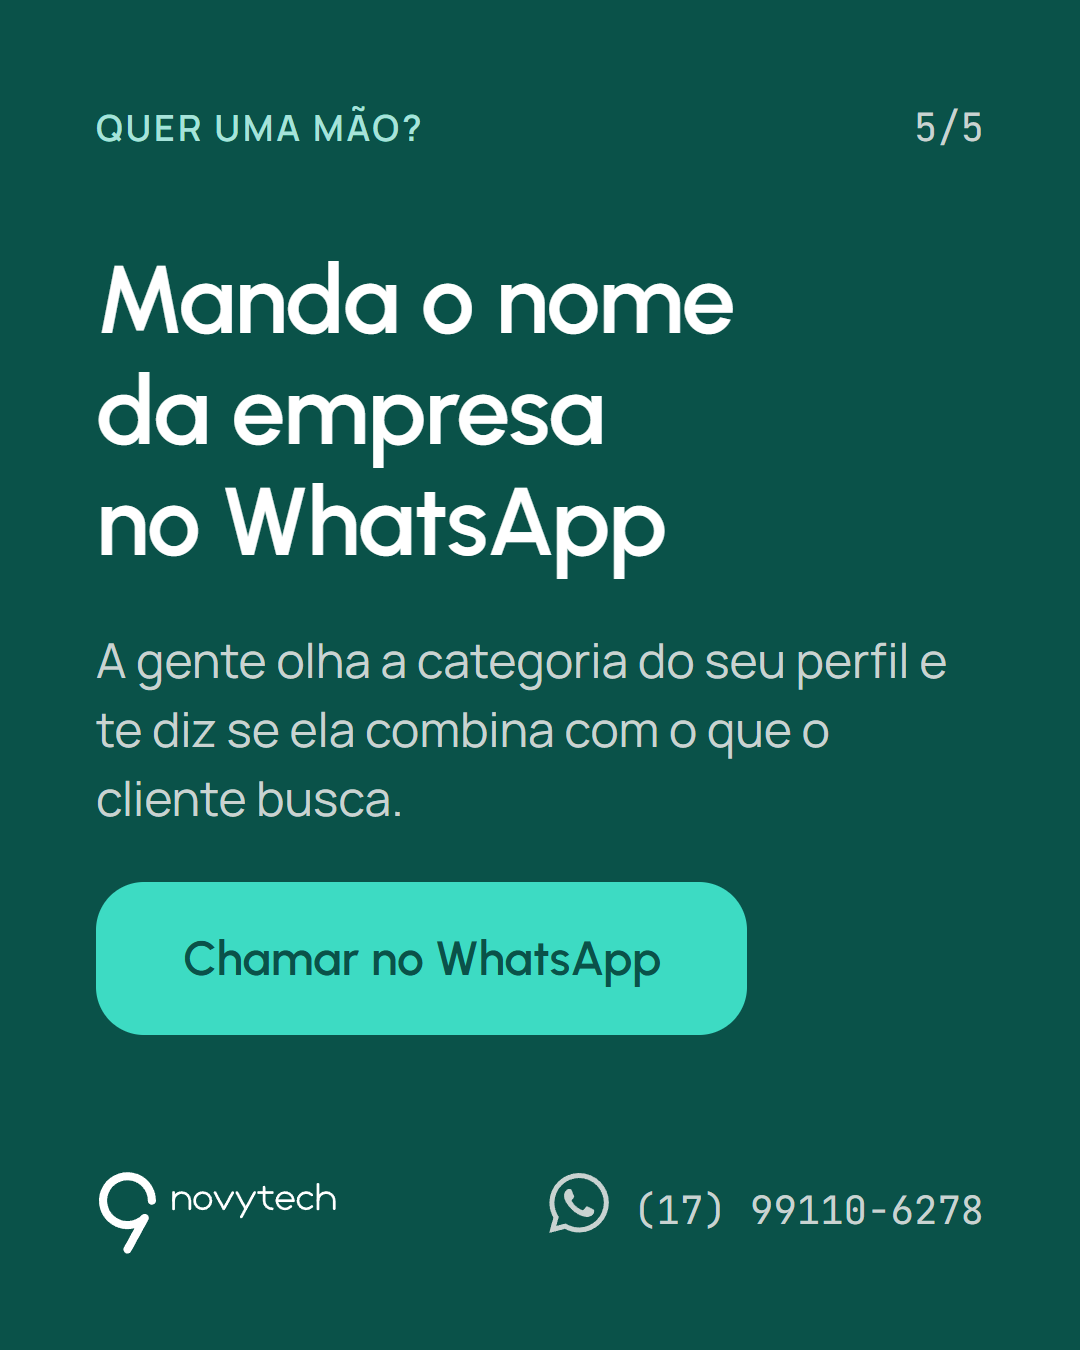 QUER UMA MÃO?
5/5
Manda o nome
da empresa
no WhatsApp
A gente olha a categoria do seu perfil e
te diz se ela combina com o que o
cliente busca.
Chamar no WhatsApp
novytech
(17) 99110-6278